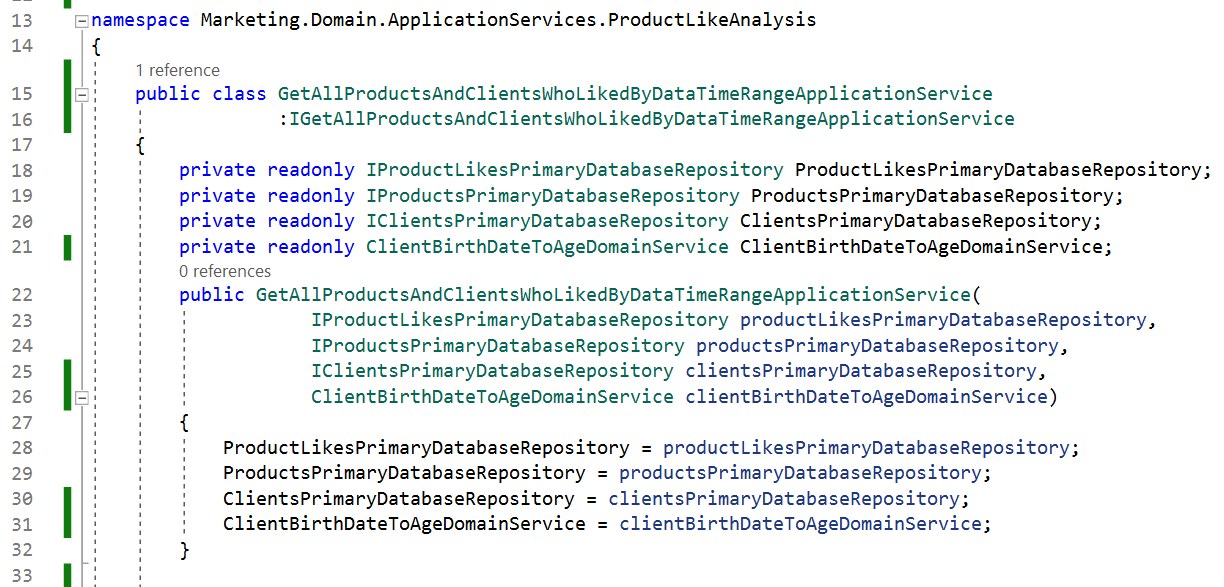 13 namespace Marketing.Domain.ApplicationServices.ProductLikeAnalysis
14 {
1 reference
15 public class GetAllProductsAndClientsWhoLikedByDataTimeRangeApplicationService
16 :IGetAllProductsAndClientsWhoLikedByDataTimeRangeApplicationService
17 {
18 private readonly IProductLikesPrimaryDatabaseRepository ProductLikesPrimaryDatabaseRepository;
19 private readonly IProductsPrimaryDatabaseRepository ProductsPrimaryDatabaseRepository;
20 private readonly IClientsPrimaryDatabaseRepository ClientsPrimaryDatabaseRepository;
21 private readonly ClientBirthDateToAgeDomainService ClientBirthDateToAgeDomainService;
0 references
22 public GetAllProductsAndClientsWhoLikedByDataTimeRangeApplicationService(
23 IProductLikesPrimaryDatabaseRepository productLikesPrimaryDatabaseRepository,
24 IProductsPrimaryDatabaseRepository productsPrimaryDatabaseRepository,
25 IClientsPrimaryDatabaseRepository clientsPrimaryDatabaseRepository,
26 ClientBirthDateToAgeDomainService clientBirthDateToAgeDomainService)
27 {
28 ProductLikesPrimaryDatabaseRepository = productLikesPrimaryDatabaseRepository;
29 ProductsPrimaryDatabaseRepository = productsPrimaryDatabaseRepository;
30 ClientsPrimaryDatabaseRepository = clientsPrimaryDatabaseRepository;
31 ClientBirthDateToAgeDomainService = clientBirthDateToAgeDomainService;
32 }
33